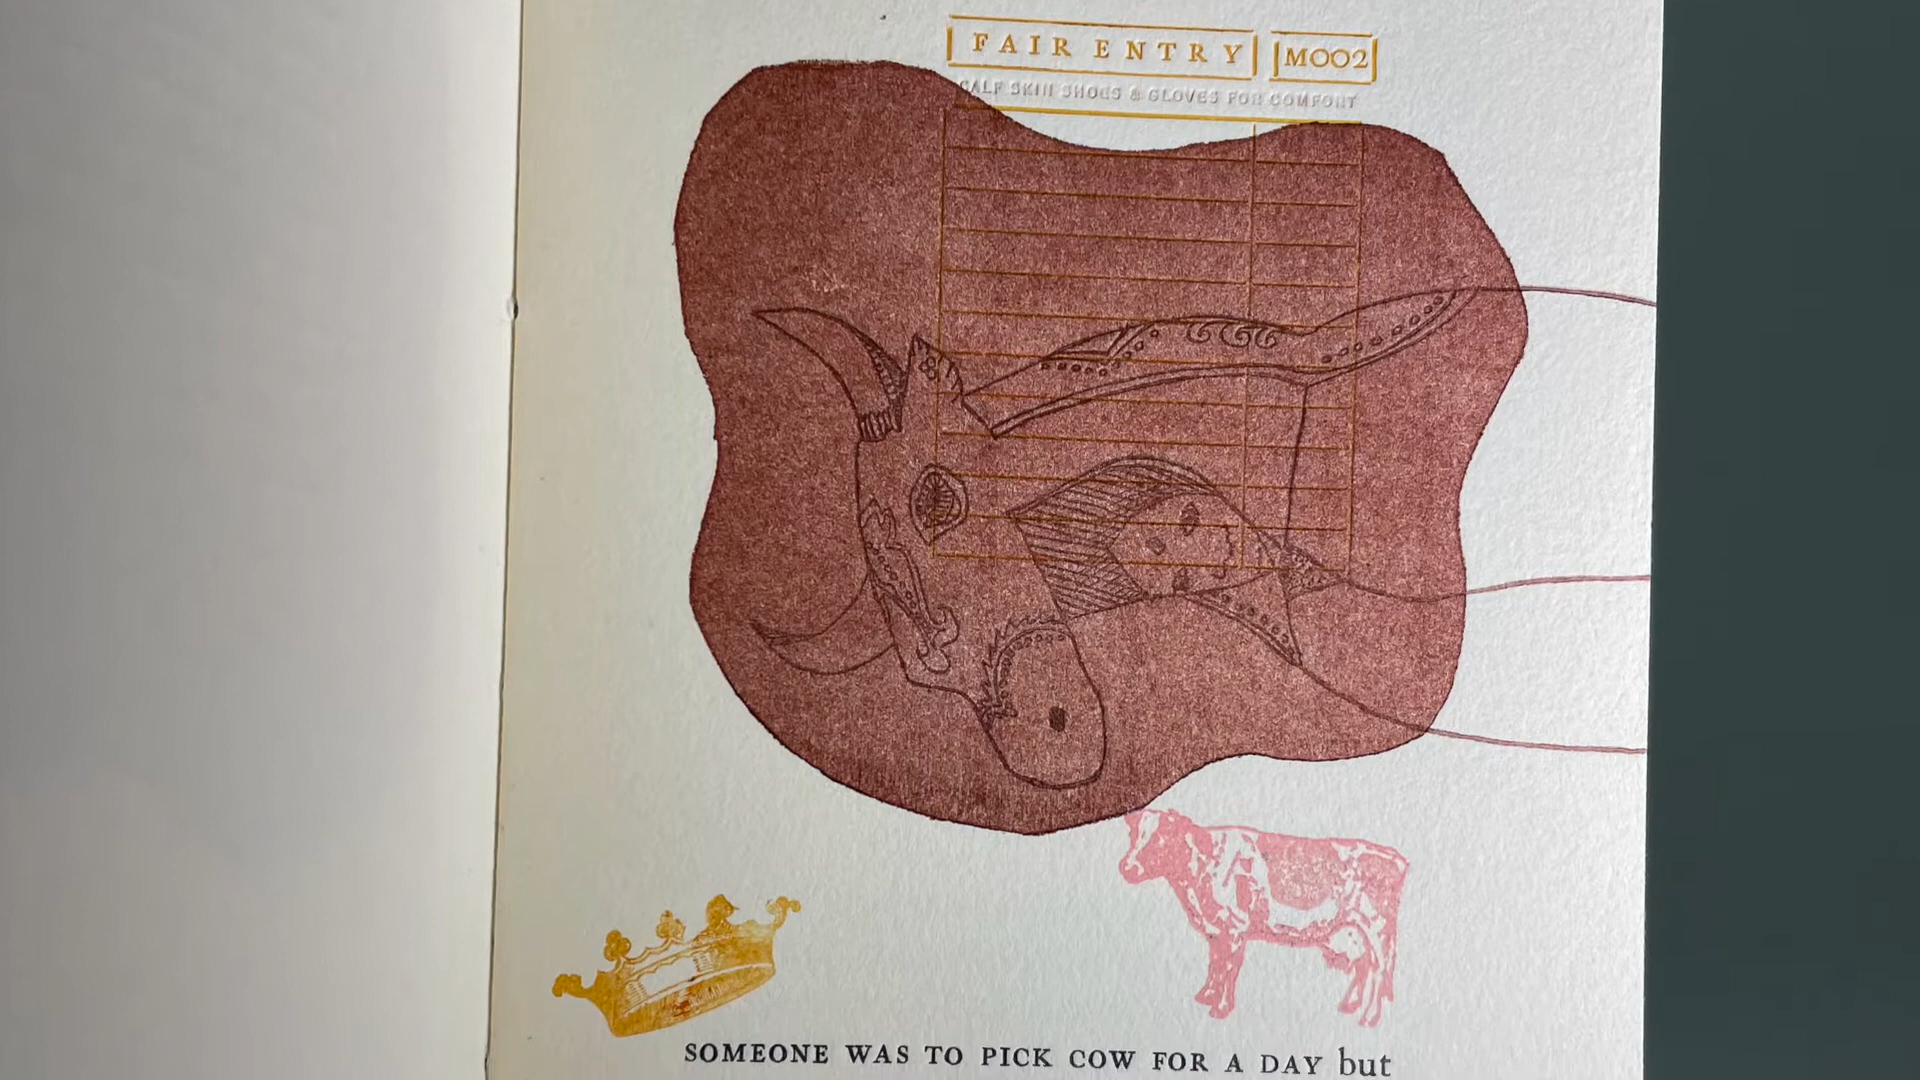 FAIR ENTRY MOO2
CALF SKIN SHOES & GLOVES FOR COMFORT
SOMEONE WAS TO PICK COW FOR A DAY but